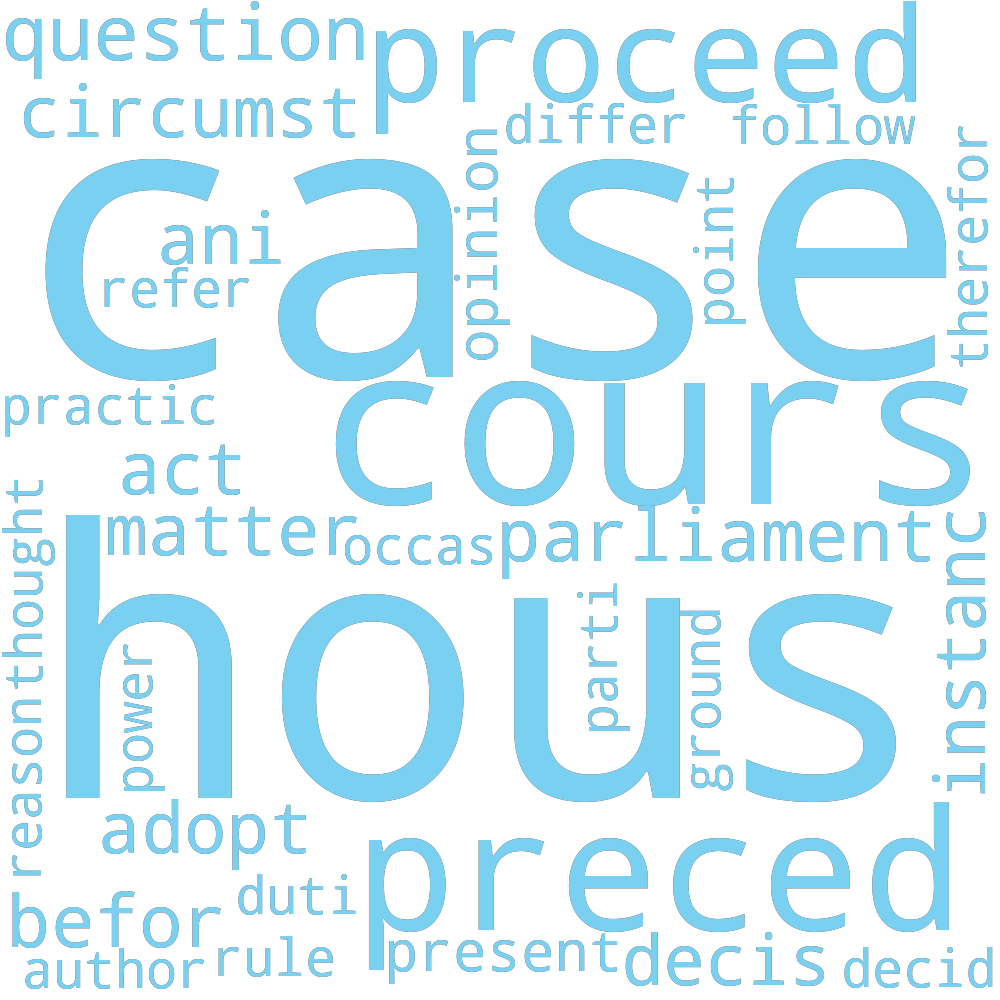 question
proceed
circumst
differ
follow
case
ani
refer
opinion
point
therefor
practic
cours
act
matter
occas
parliament
instanc
thought
hous
power
parti
ground
reason
adopt
preced
duti
befor
author
rule
present
decis
decid